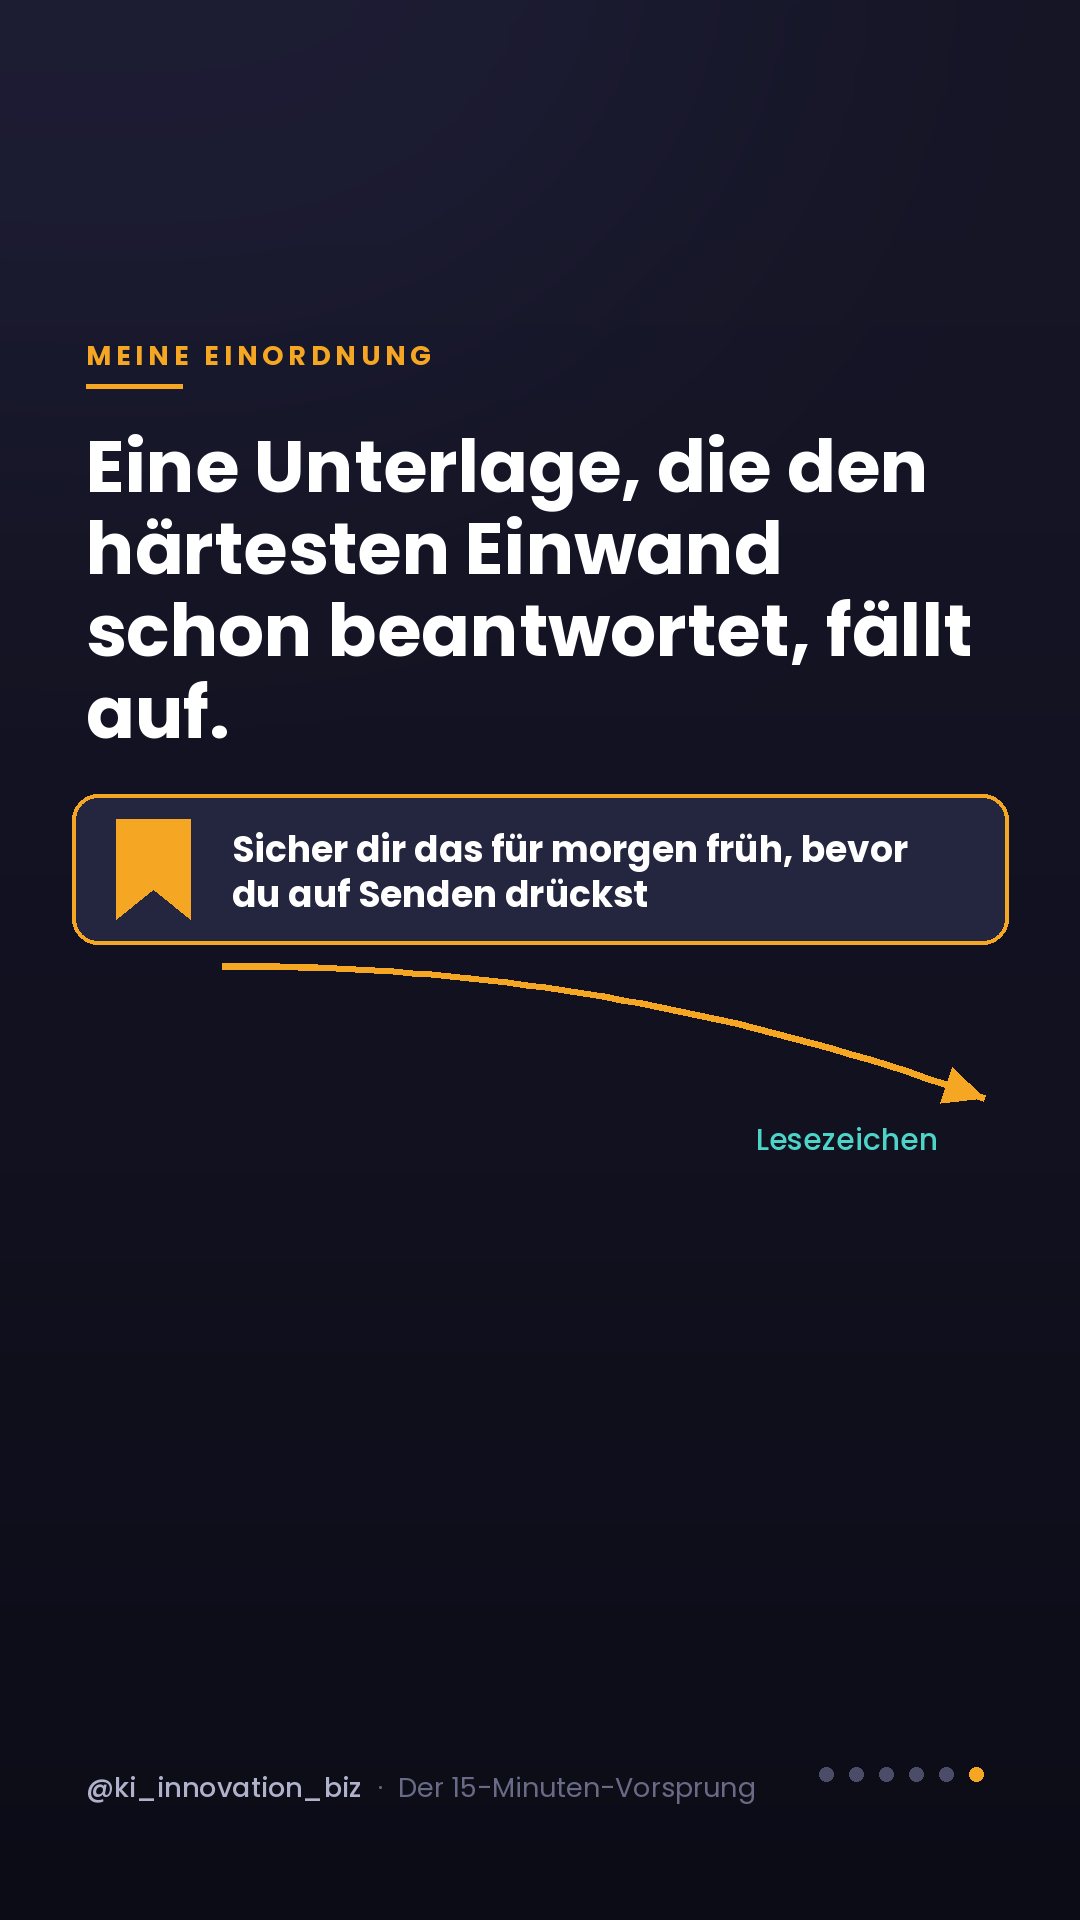 MEINE EINORDNUNG
Eine Unterlage, die den
härtesten Einwand
schon beantwortet, fällt
auf.
Sicher dir das für morgen früh, bevor
du auf Senden drückst
Lesezeichen
@ki_innovation_biz · Der 15-Minuten-Vorsprung